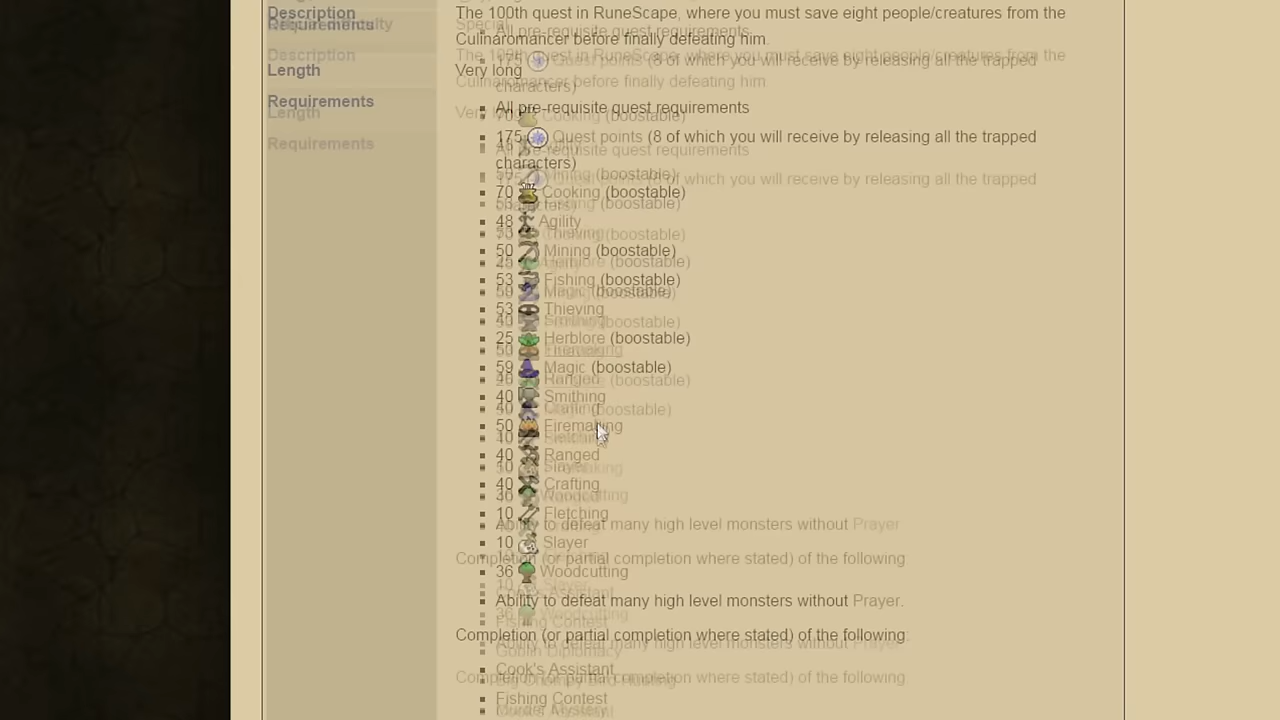 Description
The 100th quest in RuneScape, where you must save eight people/creatures from the
Culinaromancer before finally defeating him.
Length
Very long
Requirements
All pre-requisite quest requirements
175 Quest points (8 of which you will receive by releasing all the trapped
characters)
70 Cooking (boostable)
48 Agility
50 Mining (boostable)
53 Fishing (boostable)
53 Thieving
25 Herblore (boostable)
59 Magic (boostable)
40 Smithing
50 Firemaking
40 Ranged
40 Crafting
10 Fletching
10 Slayer
36 Woodcutting
Ability to defeat many high level monsters without Prayer.
Completion (or partial completion where stated) of the following
Cook's Assistant
Fishing Contest